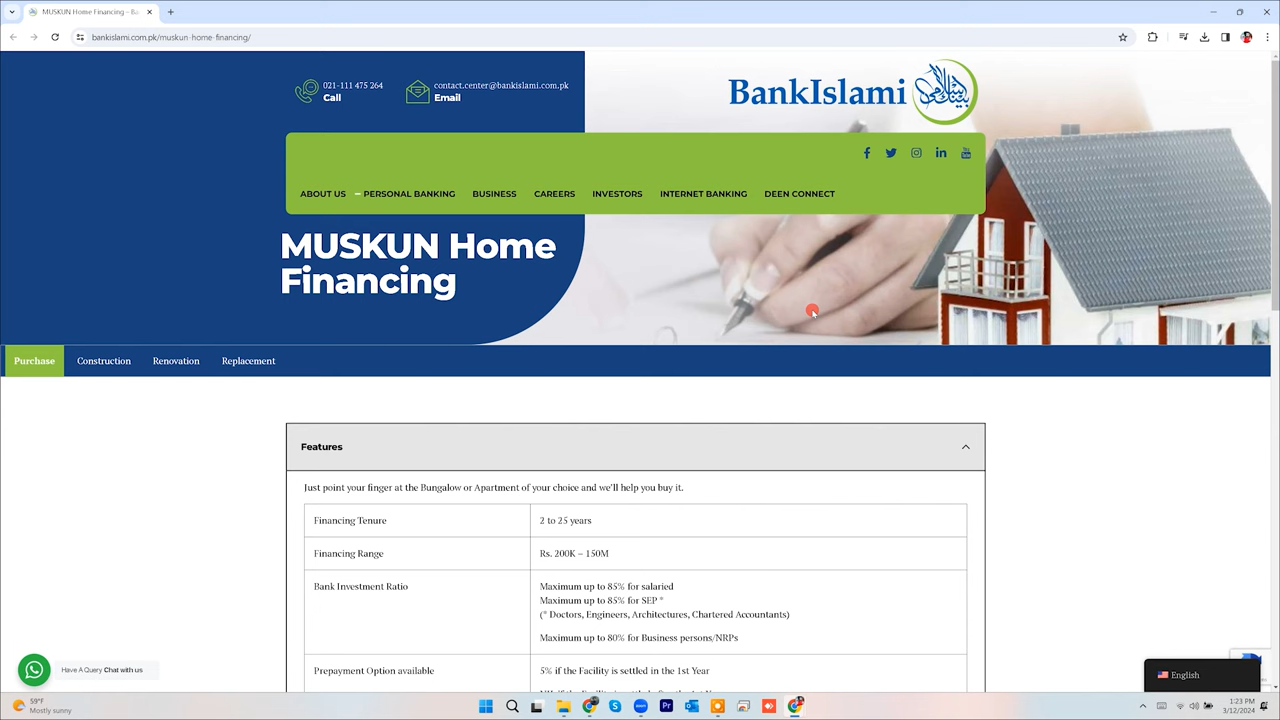 MUSKUN Home Financing – Ba
bankislami.com.pk/muskun-home-financing/
021-111 475 264
Call
contact.center@bankislami.com.pk
Email
BankIslami
بینک اسلامی
ABOUT US
PERSONAL BANKING
BUSINESS
CAREERS
INVESTORS
INTERNET BANKING
DEEN CONNECT
MUSKUN Home
Financing
Purchase
Construction
Renovation
Replacement
Features
Just point your finger at the Bungalow or Apartment of your choice and we'll help you buy it.
Financing Tenure
2 to 25 years
Financing Range
Rs. 200K – 150M
Bank Investment Ratio
Maximum up to 85% for salaried
Maximum up to 85% for SEP *
(* Doctors, Engineers, Architectures, Chartered Accountants)
Maximum up to 80% for Business persons/NRPs
Prepayment Option available
5% if the Facility is settled in the 1st Year
Have A Query Chat with us
English
59°F
Mostly sunny
1:23 PM
3/12/2024